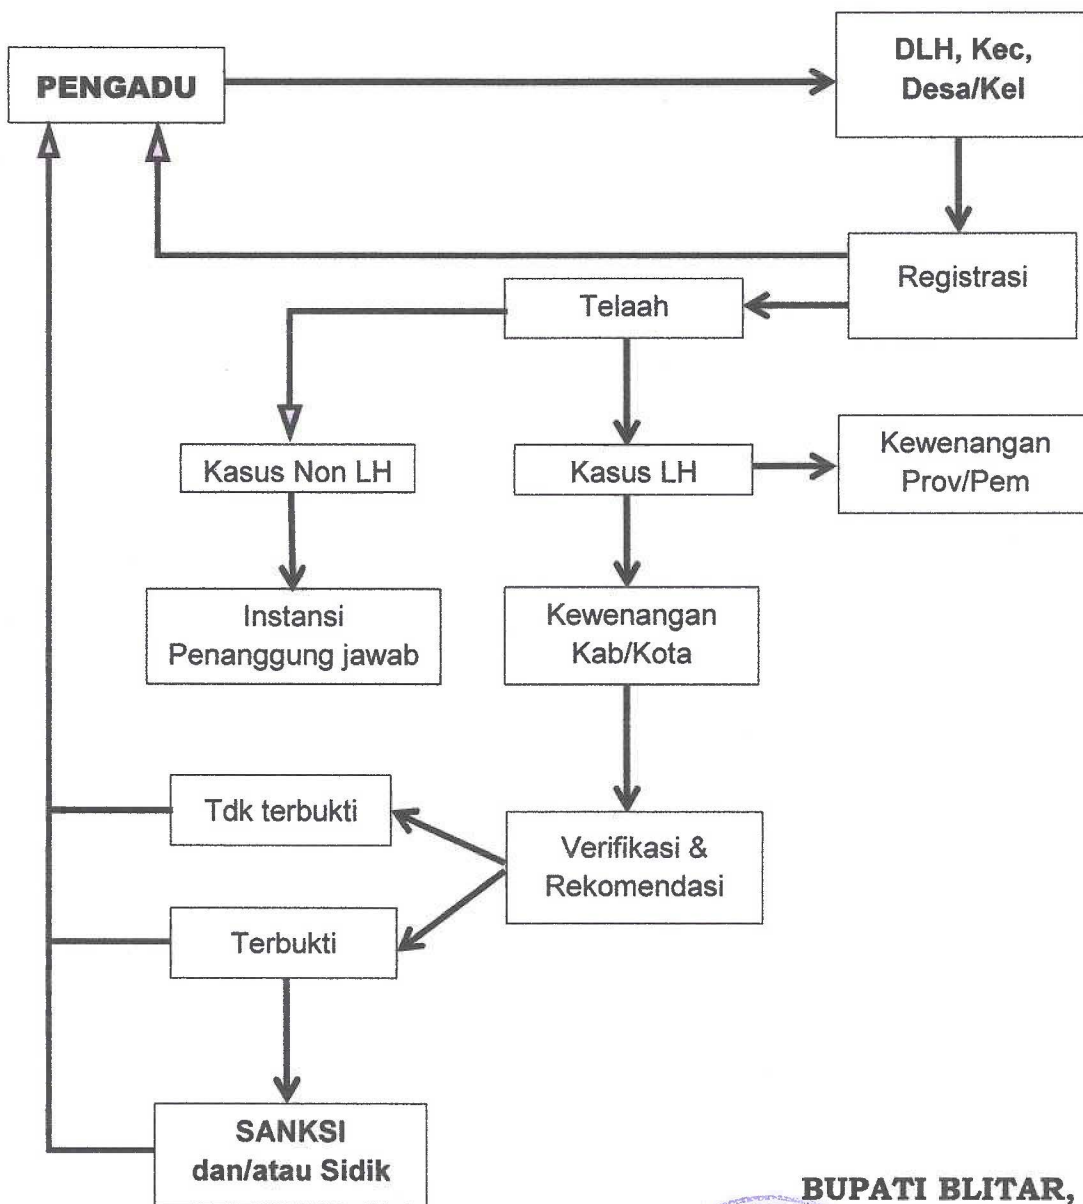 PENGADU
DLH, Kec,
Desa/Kel
Registrasi
Telaah
Kasus Non LH
Kasus LH
Kewenangan
Prov/Pem
Instansi
Penanggung jawab
Kewenangan
Kab/Kota
Tdk terbukti
Verifikasi &
Rekomendasi
Terbukti
SANKSI
dan/atau Sidik
BUPATI BLITAR,